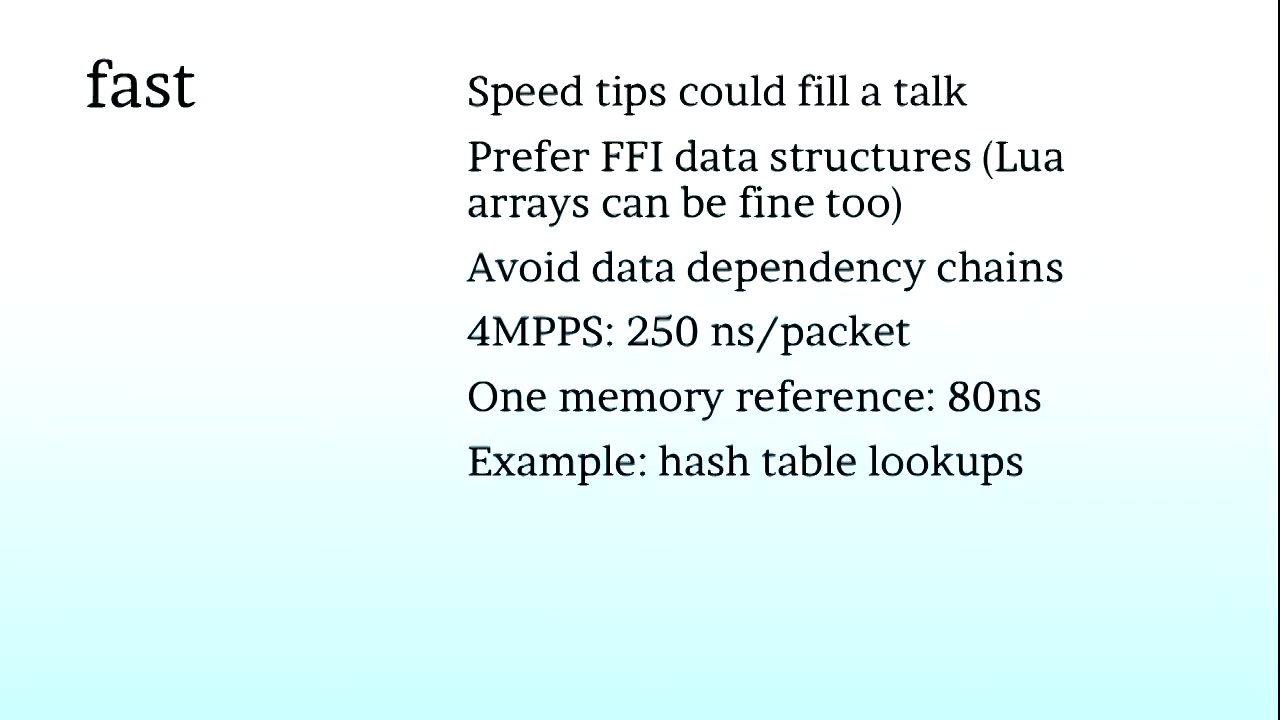 fast
Speed tips could fill a talk
Prefer FFI data structures (Lua
arrays can be fine too)
Avoid data dependency chains
4MPPS: 250 ns/packet
One memory reference: 80ns
Example: hash table lookups